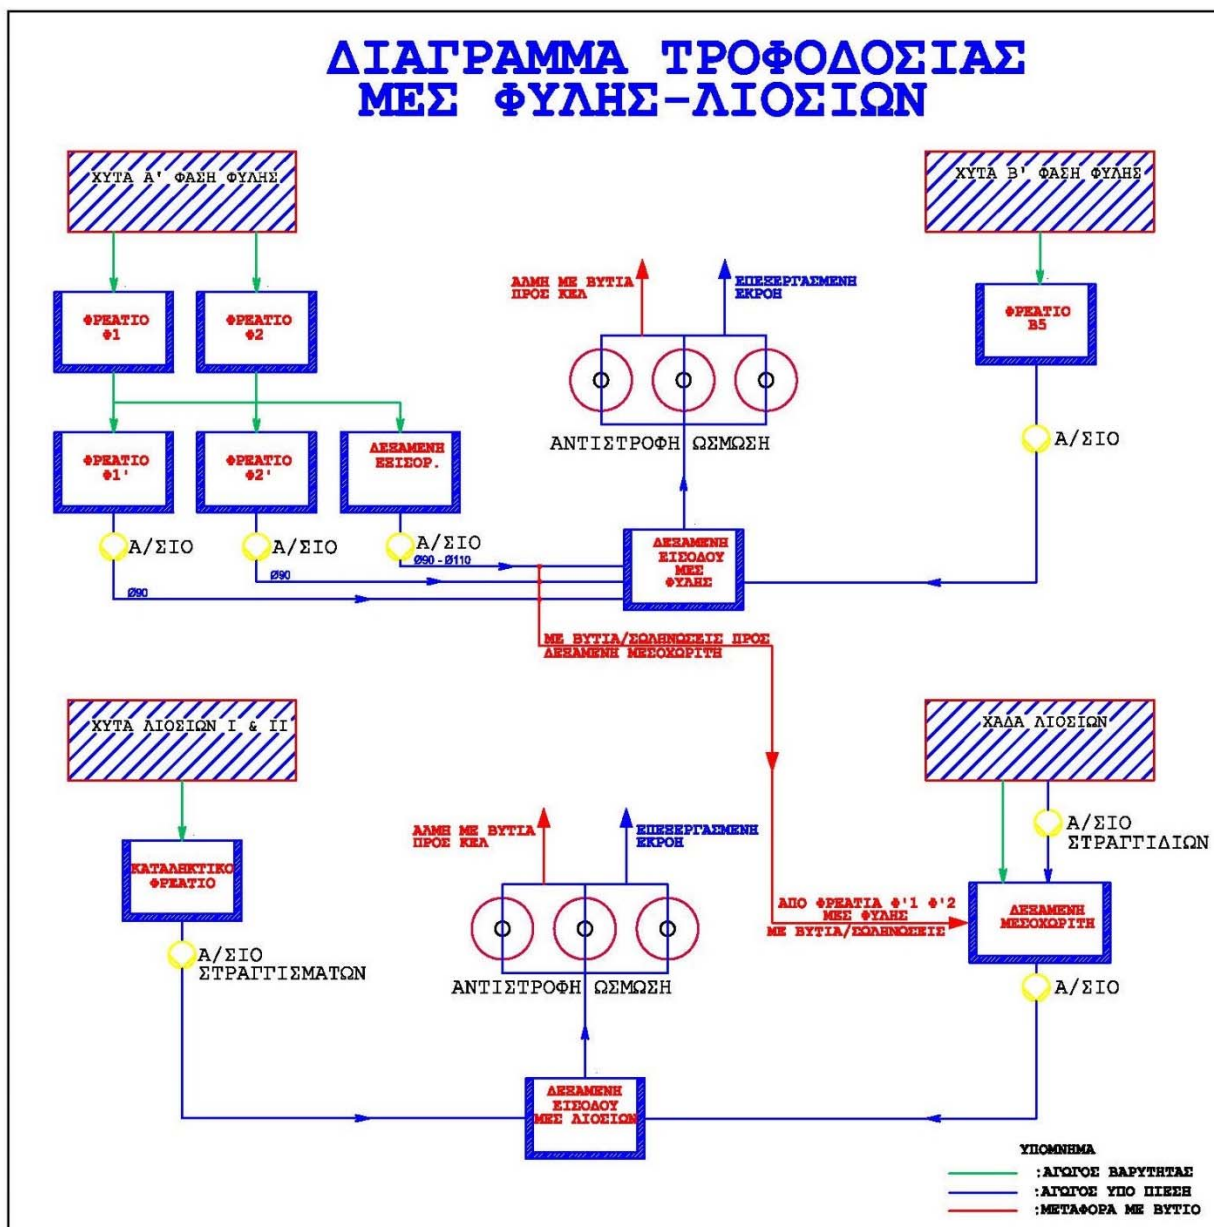 ΔΙΑΓΡΑΜΜΑ ΤΡΟΦΟΔΟΣΙΑΣ
ΜΕΣ ΦΥΛΗΣ-ΛΙΟΣΙΩΝ
ΧΥΤΑ Α' ΦΑΣΗ ΦΥΛΗΣ
ΧΥΤΑ Β' ΦΑΣΗ ΦΥΛΗΣ
ΦΡΕΑΤΙΟ
Φ1
ΦΡΕΑΤΙΟ
Φ2
ΑΛΜΗ ΜΕ ΒΥΤΙΑ
ΠΡΟΣ ΚΕΛ
ΕΠΕΞΕΡΓΑΣΜΕΝΗ
ΕΚΡΟΗ
ΦΡΕΑΤΙΟ
Β5
ΑΝΤΙΣΤΡΟΦΗ ΩΣΜΩΣΗ
Α/ΣΙΟ
ΦΡΕΑΤΙΟ
Φ1'
ΦΡΕΑΤΙΟ
Φ2'
ΔΕΞΑΜΕΝΗ
ΕΞΙΣΟΡ.
Α/ΣΙΟ
Α/ΣΙΟ
Α/ΣΙΟ
Ø90 - Ø110
Ø90
Ø90
ΔΕΞΑΜΕΝΗ
ΕΙΣΟΔΟΥ
ΜΕΣ
ΦΥΛΗΣ
ΜΕ ΒΥΤΙΑ/ΣΩΛΗΝΩΣΕΙΣ ΠΡΟΣ
ΔΕΞΑΜΕΝΗ ΜΕΣΟΧΩΡΙΤΗ
ΧΥΤΑ ΛΙΟΣΙΩΝ Ι & ΙΙ
ΧΑΔΑ ΛΙΟΣΙΩΝ
ΑΛΜΗ ΜΕ ΒΥΤΙΑ
ΠΡΟΣ ΚΕΛ
ΕΠΕΞΕΡΓΑΣΜΕΝΗ
ΕΚΡΟΗ
Α/ΣΙΟ
ΣΤΡΑΓΓΙΔΙΩΝ
ΚΑΤΑΛΗΚΤΙΚΟ
ΦΡΕΑΤΙΟ
ΑΠΟ ΦΡΕΑΤΙΑ Φ'1 Φ'2
ΜΕΣ ΦΥΛΗΣ
ΜΕ ΒΥΤΙΑ/ΣΩΛΗΝΩΣΕΙΣ
ΔΕΞΑΜΕΝΗ
ΜΕΣΟΧΩΡΙΤΗ
Α/ΣΙΟ
ΣΤΡΑΓΓΙΣΜΑΤΩΝ
ΑΝΤΙΣΤΡΟΦΗ ΩΣΜΩΣΗ
Α/ΣΙΟ
ΔΕΞΑΜΕΝΗ
ΕΙΣΟΔΟΥ
ΜΕΣ ΛΙΟΣΙΩΝ
ΥΠΟΜΝΗΜΑ
:ΑΓΩΓΟΣ ΒΑΡΥΤΗΤΑΣ
:ΑΓΩΓΟΣ ΥΠΟ ΠΙΕΣΗ
:ΜΕΤΑΦΟΡΑ ΜΕ ΒΥΤΙΟ